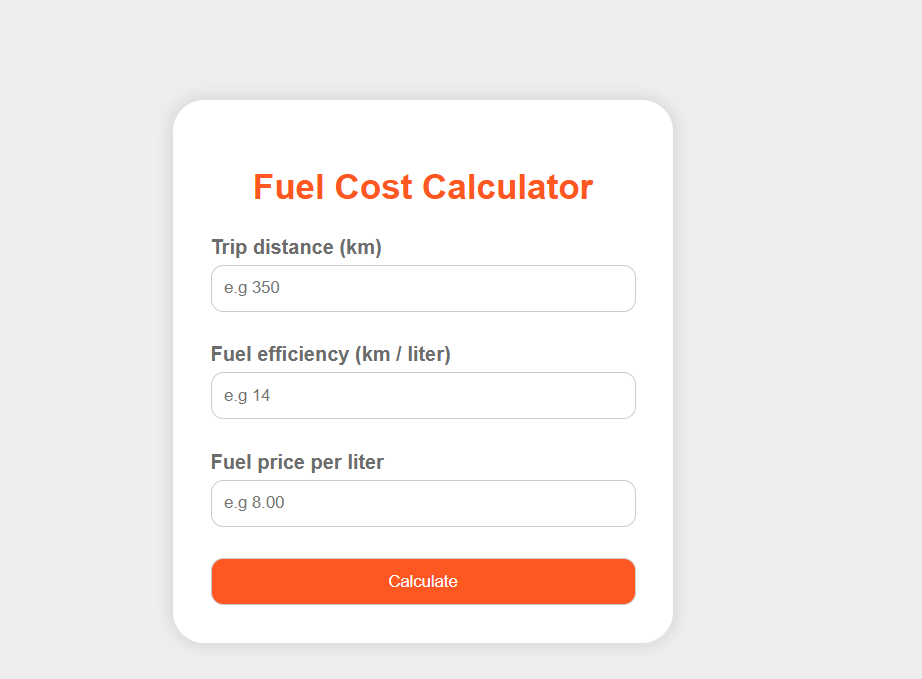 Fuel Cost Calculator
Trip distance (km)
e.g 350
Fuel efficiency (km / liter)
e.g 14
Fuel price per liter
e.g 8.00
Calculate